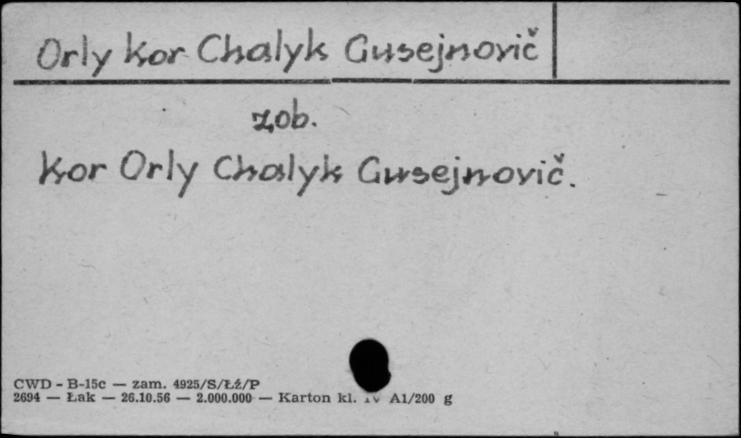 Orly Kor Chalyk Gusejnovič
zob.
Kor Orly Chalyk Gusejnovič.
CWD - B-15c — zam. 4925/S/Łź/P
2694 — Łak — 26.10.56 — 2.000.000 — Karton kl. A1/200 g